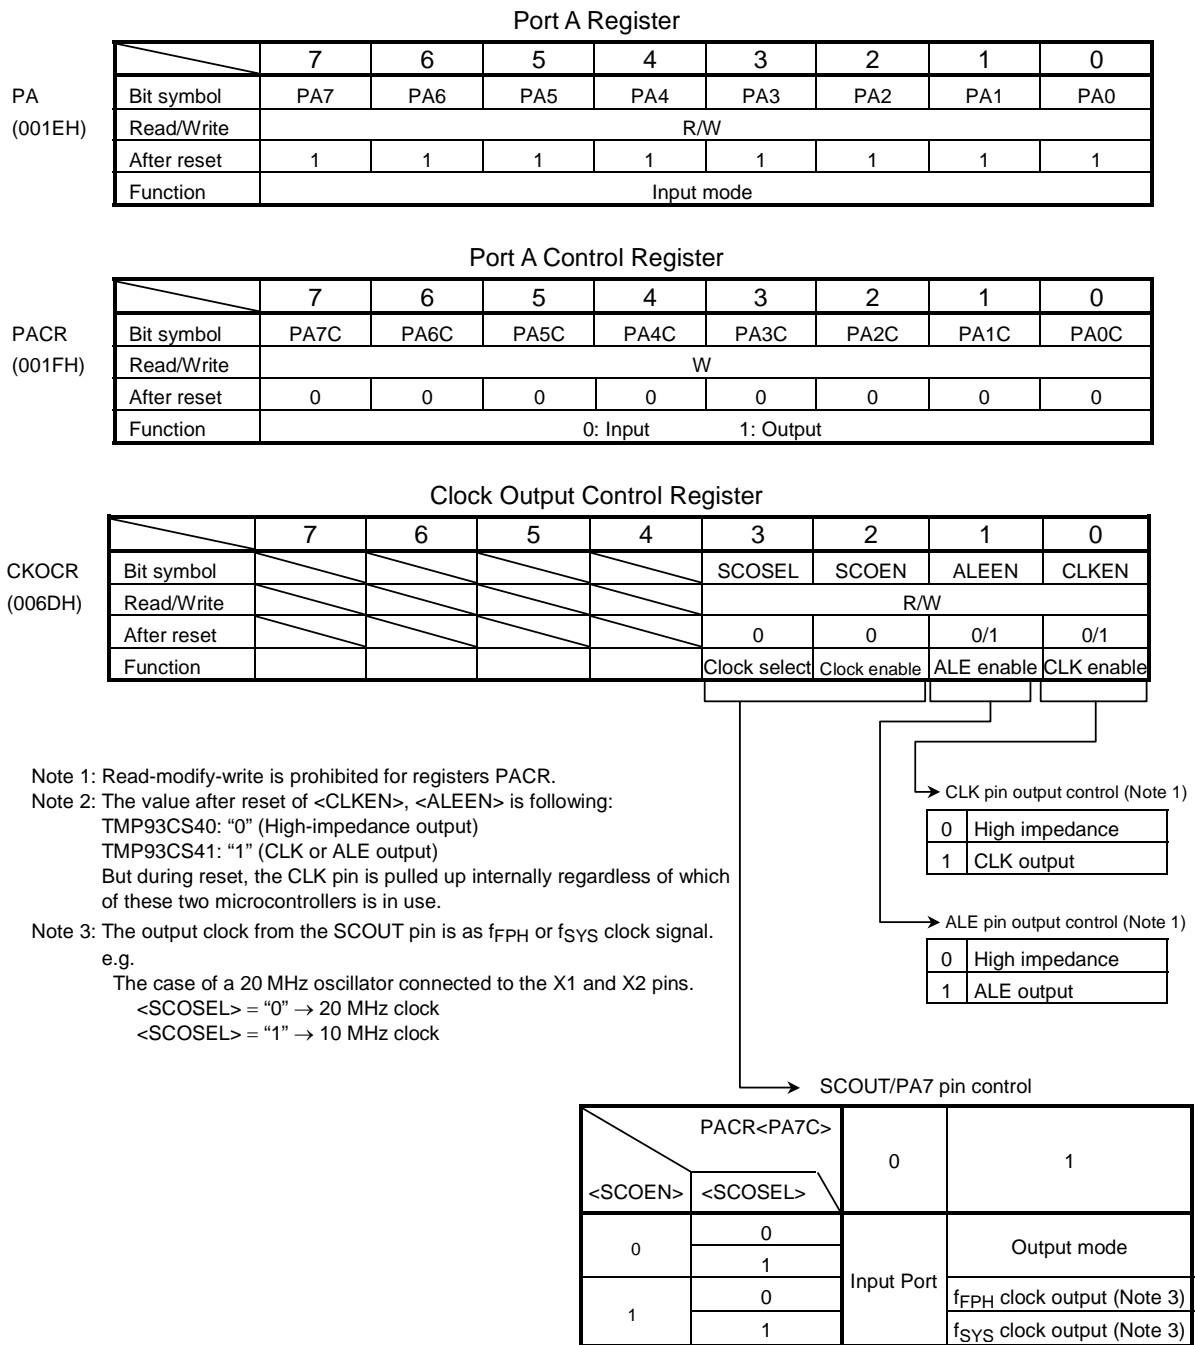 Port A Register
7 6 5 4 3 2 1 0
PA Bit symbol PA7 PA6 PA5 PA4 PA3 PA2 PA1 PA0
(001EH) Read/Write R/W
After reset 1 1 1 1 1 1 1 1
Function Input mode
Port A Control Register
7 6 5 4 3 2 1 0
PACR Bit symbol PA7C PA6C PA5C PA4C PA3C PA2C PA1C PA0C
(001FH) Read/Write W
After reset 0 0 0 0 0 0 0 0
Function 0: Input 1: Output
Clock Output Control Register
7 6 5 4 3 2 1 0
CKOCR Bit symbol SCOSEL SCOEN ALEEN CLKEN
(006DH) Read/Write R/W
After reset 0 0 0/1 0/1
Function Clock select Clock enable ALE enable CLK enable
Note 1: Read-modify-write is prohibited for registers PACR.
Note 2: The value after reset of <CLKEN>, <ALEEN> is following:
TMP93CS40: “0” (High-impedance output)
TMP93CS41: “1” (CLK or ALE output)
But during reset, the CLK pin is pulled up internally regardless of which
of these two microcontrollers is in use.
Note 3: The output clock from the SCOUT pin is as fFPH or fSYS clock signal.
e.g.
The case of a 20 MHz oscillator connected to the X1 and X2 pins.
<SCOSEL> = “0” → 20 MHz clock
<SCOSEL> = “1” → 10 MHz clock
CLK pin output control (Note 1)
0 High impedance
1 CLK output
ALE pin output control (Note 1)
0 High impedance
1 ALE output
SCOUT/PA7 pin control
PACR<PA7C> 0 1
<SCOEN> <SCOSEL>
0 0 Input Port Output mode
1
1 0 fFPH clock output (Note 3)
1 fSYS clock output (Note 3)